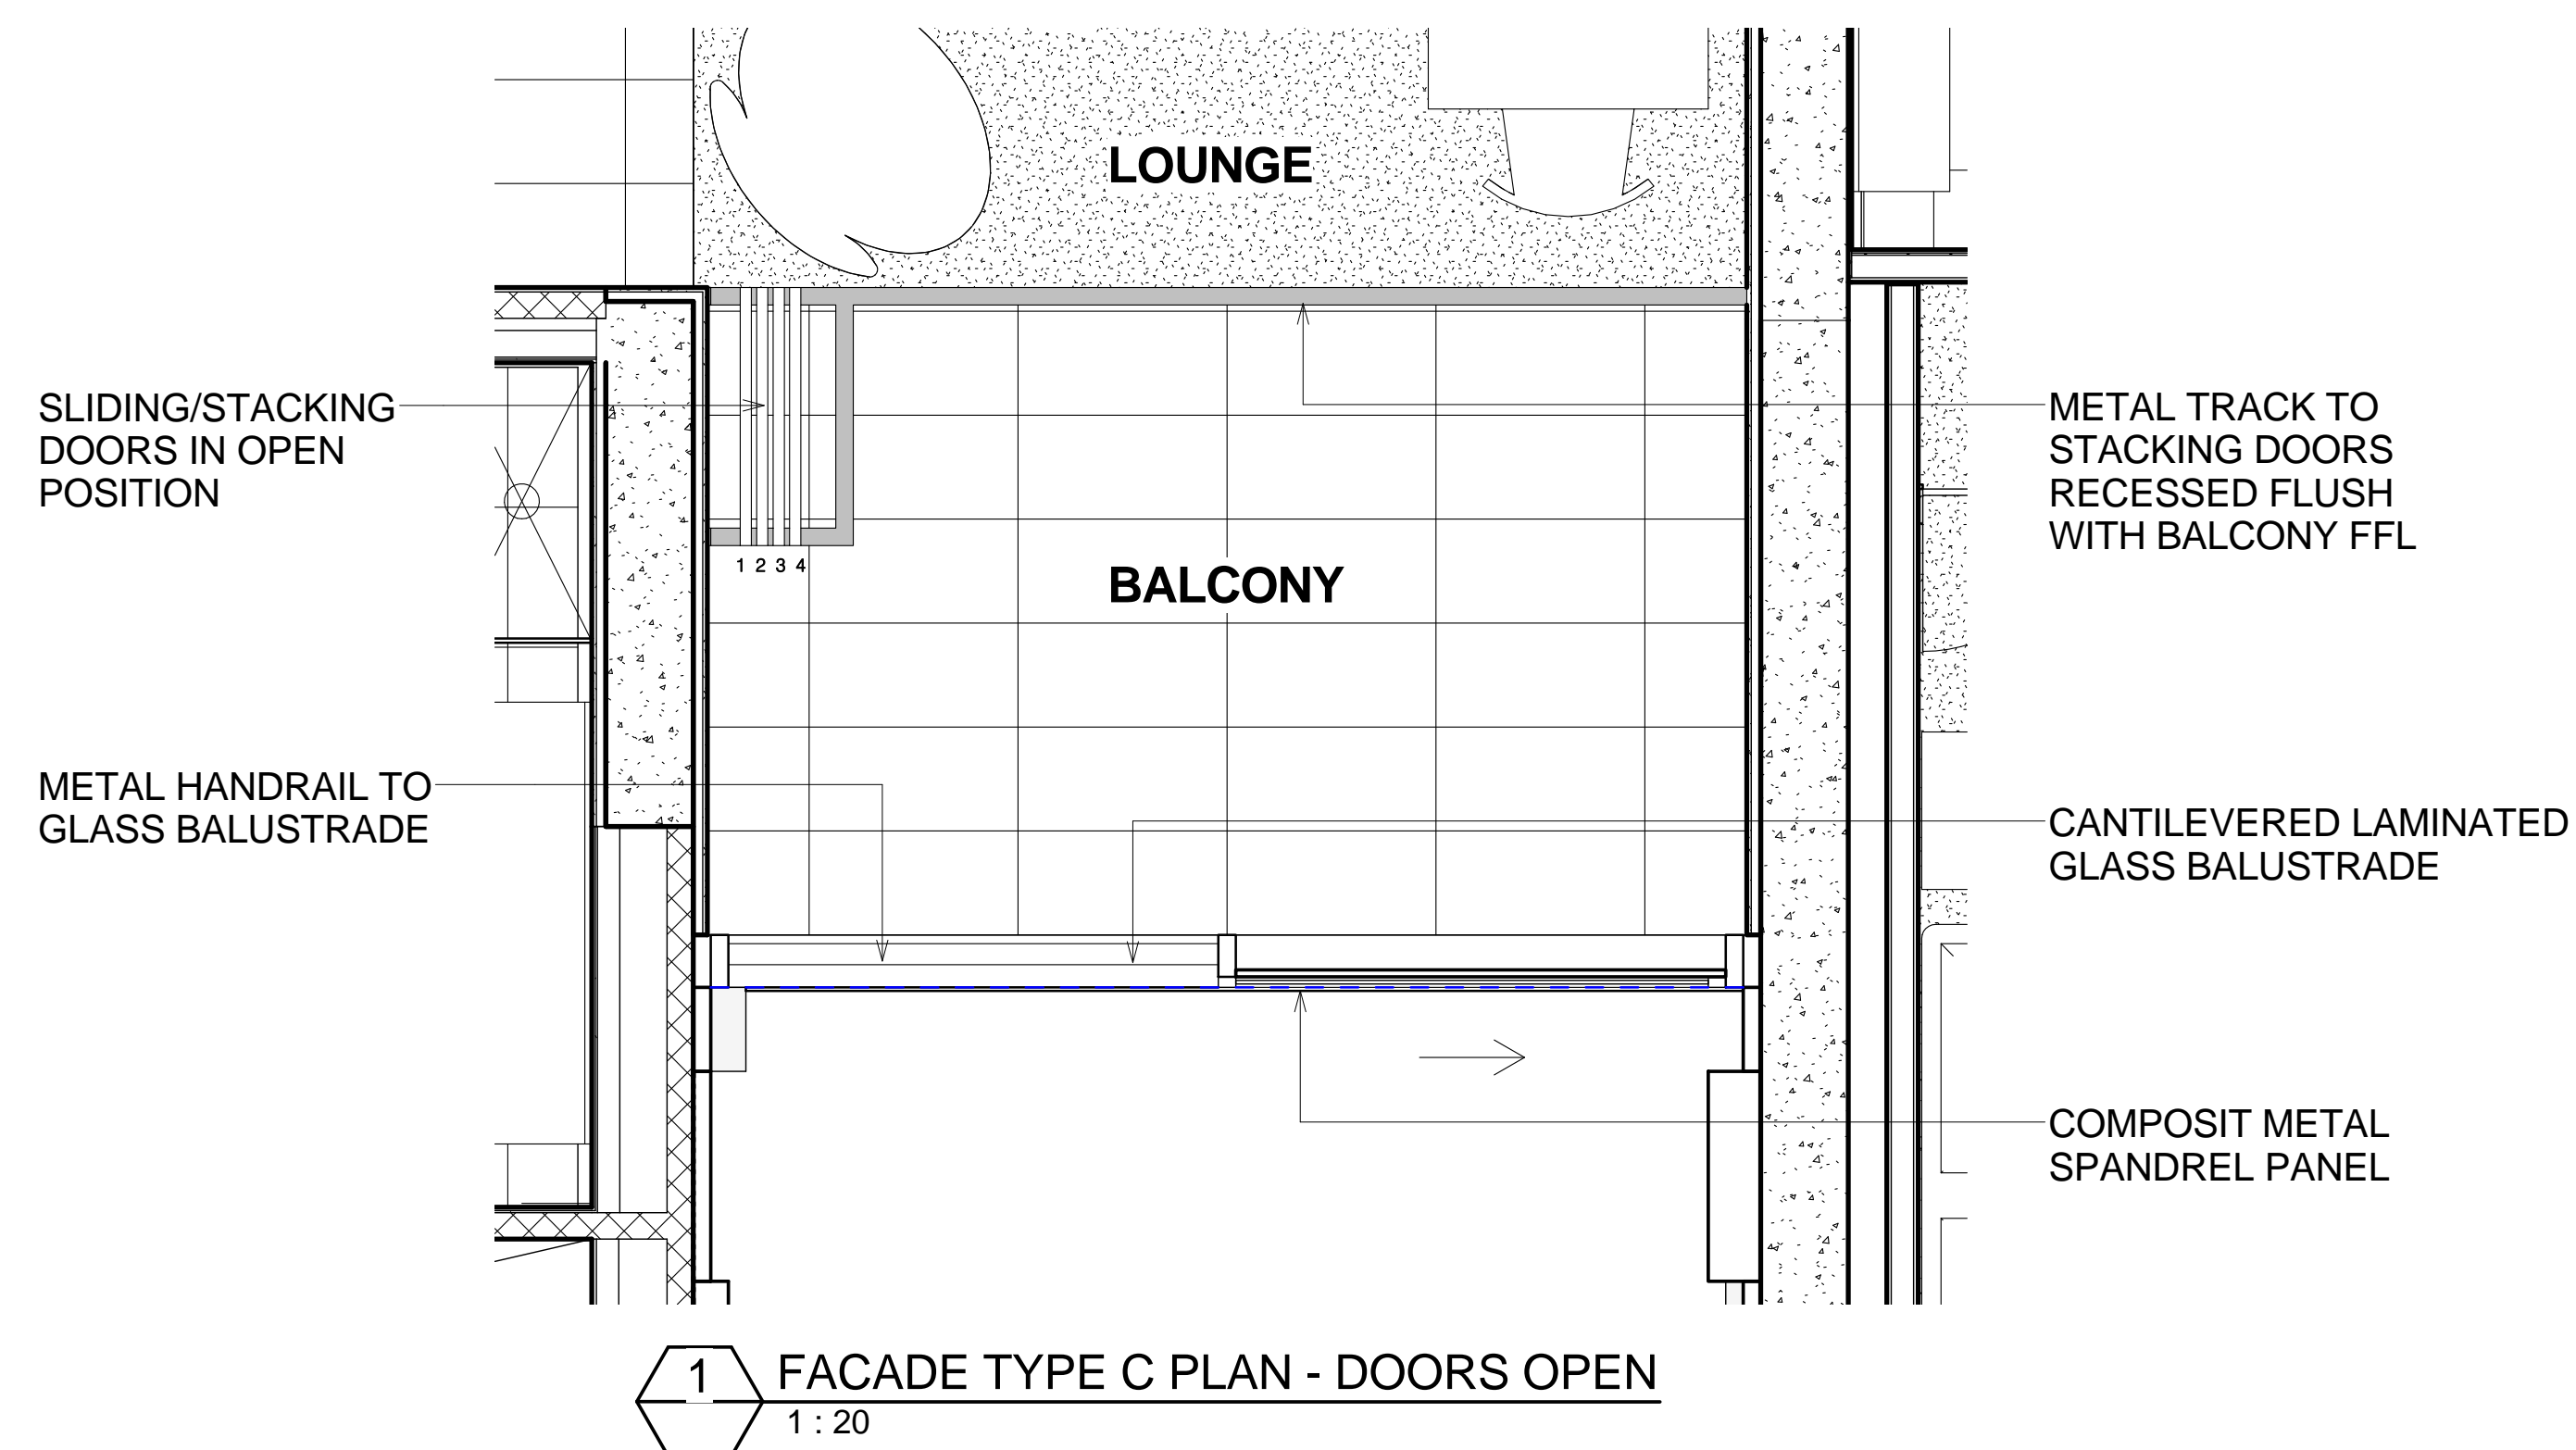 LOUNGE
SLIDING/STACKING
DOORS IN OPEN
POSITION
METAL TRACK TO
STACKING DOORS
RECESSED FLUSH
WITH BALCONY FFL
1 2 3 4
BALCONY
METAL HANDRAIL TO
GLASS BALUSTRADE
CANTILEVERED LAMINATED
GLASS BALUSTRADE
COMPOSIT METAL
SPANDREL PANEL
1
FACADE TYPE C PLAN - DOORS OPEN
1 : 20